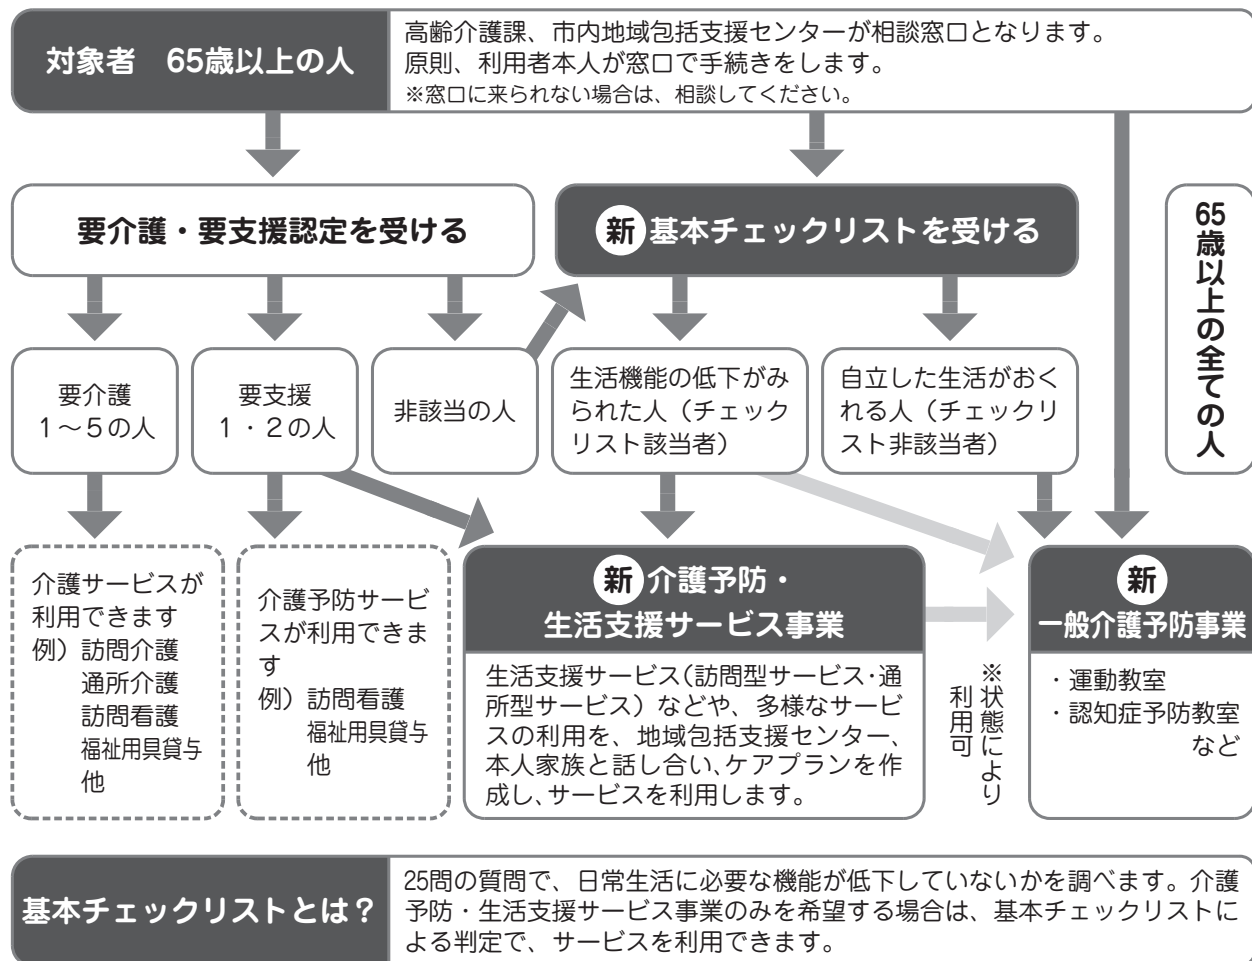 対象者　65歳以上の人
高齢介護課、市内地域包括支援センターが相談窓口となります。
原則、利用者本人が窓口で手続きをします。
※窓口に来られない場合は、相談してください。
要介護・要支援認定を受ける
新 基本チェックリストを受ける
65歳以上の全ての人
要介護
１～５の人
要支援
１・２の人
非該当の人
生活機能の低下がみ
られた人（チェック
リスト該当者）
自立した生活がおく
れる人（チェックリ
スト非該当者）
介護サービスが
利用できます
例）訪問介護
通所介護
訪問看護
福祉用具貸与
他
介護予防サービ
スが利用できま
す
例）訪問看護
福祉用具貸与
他
新 介護予防・
生活支援サービス事業
生活支援サービス（訪問型サービス・通
所型サービス）などや、多様なサービ
スの利用を、地域包括支援センター、
本人家族と話し合い、ケアプランを作
成し、サービスを利用します。
※状態により
利用可
新
一般介護予防事業
・運動教室
・認知症予防教室
など
基本チェックリストとは？
25問の質問で、日常生活に必要な機能が低下していないかを調べます。介護
予防・生活支援サービス事業のみを希望する場合は、基本チェックリストに
よる判定で、サービスを利用できます。